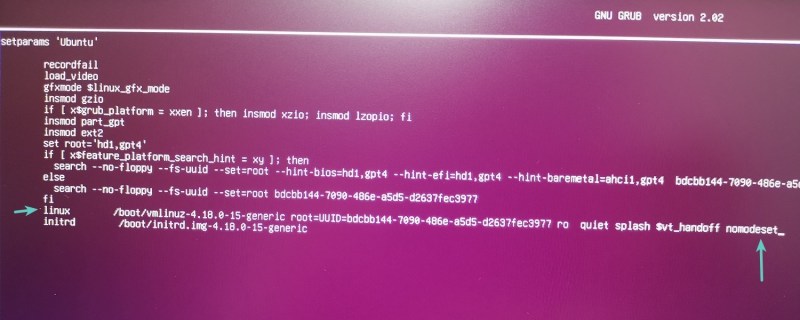 GNU GRUB version 2.02
setparams 'Ubuntu'
recordfail
load_video
gfxmode $linux_gfx_mode
insmod gzio
if [ x$grub_platform = xxen ]; then insmod xzio; insmod lzopio; fi
insmod part_gpt
insmod ext2
set root='hd1,gpt4'
if [ x$feature_platform_search_hint = xy ]; then
search --no-floppy --fs-uuid --set=root --hint-bios=hd1,gpt4 --hint-efi=hd1,gpt4 --hint-baremetal=ahci1,gpt4 bdcbb144-7090-486e-a5
else
search --no-floppy --fs-uuid --set=root bdcbb144-7090-486e-a5d5-d2637fec3977
fi
linux /boot/vmlinuz-4.18.0-15-generic root=UUID=bdcbb144-7090-486e-a5d5-d2637fec3977 ro quiet splash $vt_handoff nomodeset_
initrd /boot/initrd.img-4.18.0-15-generic